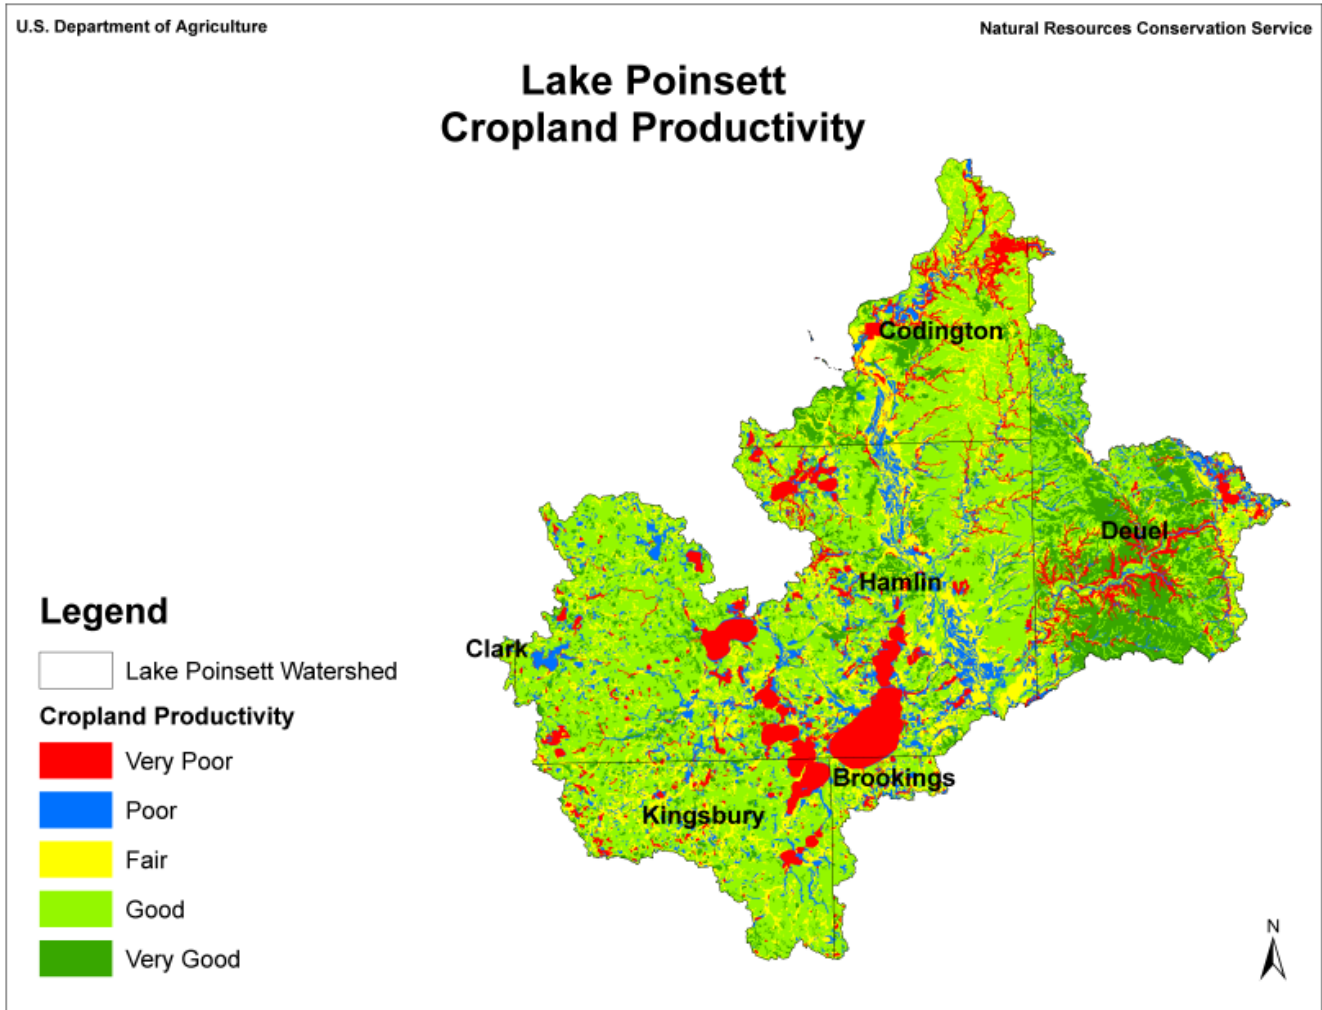 U.S. Department of Agriculture
Natural Resources Conservation Service
Lake Poinsett
Cropland Productivity
Codington
Deuel
Hamlin
Clark
Brookings
Kingsbury
Legend
Lake Poinsett Watershed
Cropland Productivity
Very Poor
Poor
Fair
Good
Very Good
N